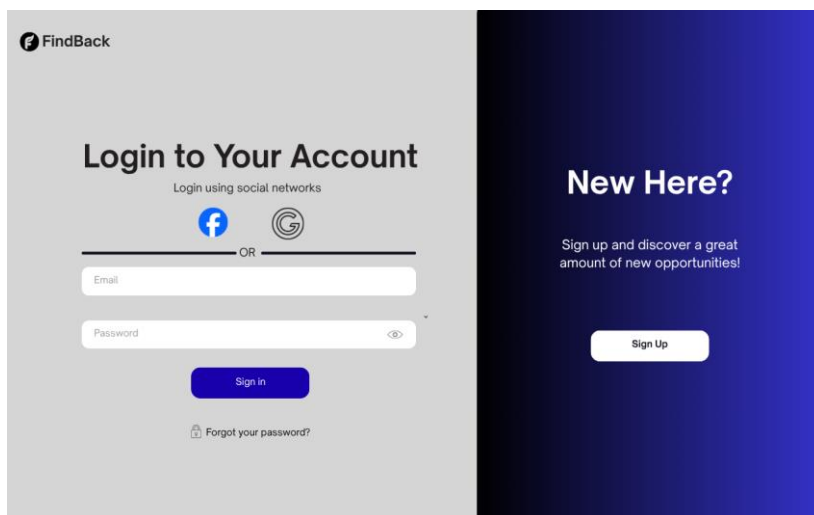 FindBack
Login to Your Account
Login using social networks
OR
Email
Password
Sign in
Forgot your password?
New Here?
Sign up and discover a great
amount of new opportunities!
Sign Up